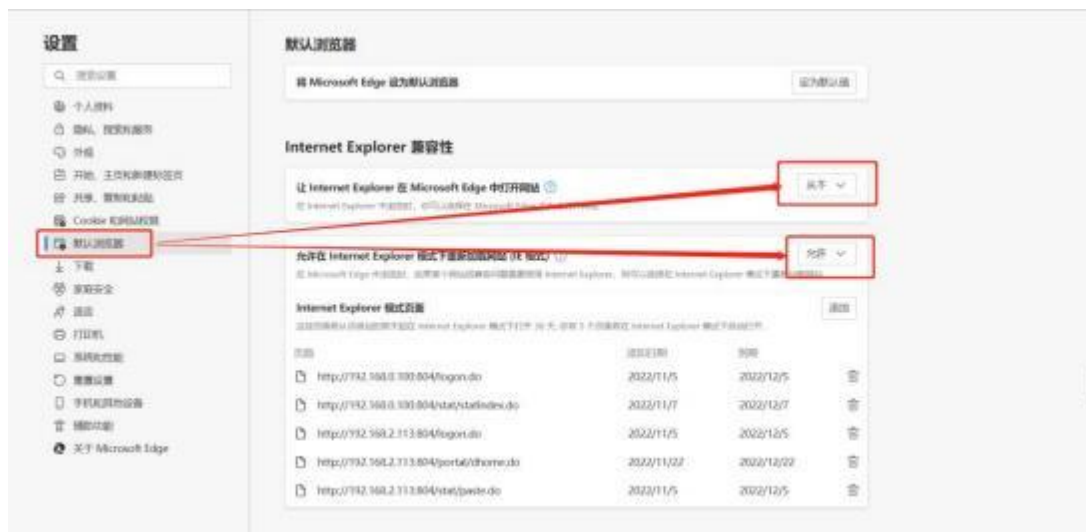 设置
默认浏览器
搜索设置
将 Microsoft Edge 设为默认浏览器
设为默认值
个人资料
隐私、搜索和服务
外观
Internet Explorer 兼容性
开始、主页和新建标签页
共享、复制和粘贴
让 Internet Explorer 在 Microsoft Edge 中打开网站
从不
Cookie 和网站权限
默认浏览器
允许在 Internet Explorer 模式下重新加载网站 (IE 模式)
允许
下载
家庭安全
语言
Internet Explorer 模式页面
添加
打印机
系统和性能
页面
添加日期
到期
重置设置
http://192.168.0.100:804/logon.do
2022/11/5
2022/12/5
手机和其他设备
http://192.168.0.100:804/stat/statindex.do
2022/11/7
2022/12/7
辅助功能
http://192.168.2.113:804/logon.do
2022/11/5
2022/12/5
关于 Microsoft Edge
http://192.168.2.113:804/portal/dhome.do
2022/11/22
2022/12/22
http://192.168.2.113:804/stat/paste.do
2022/11/5
2022/12/5